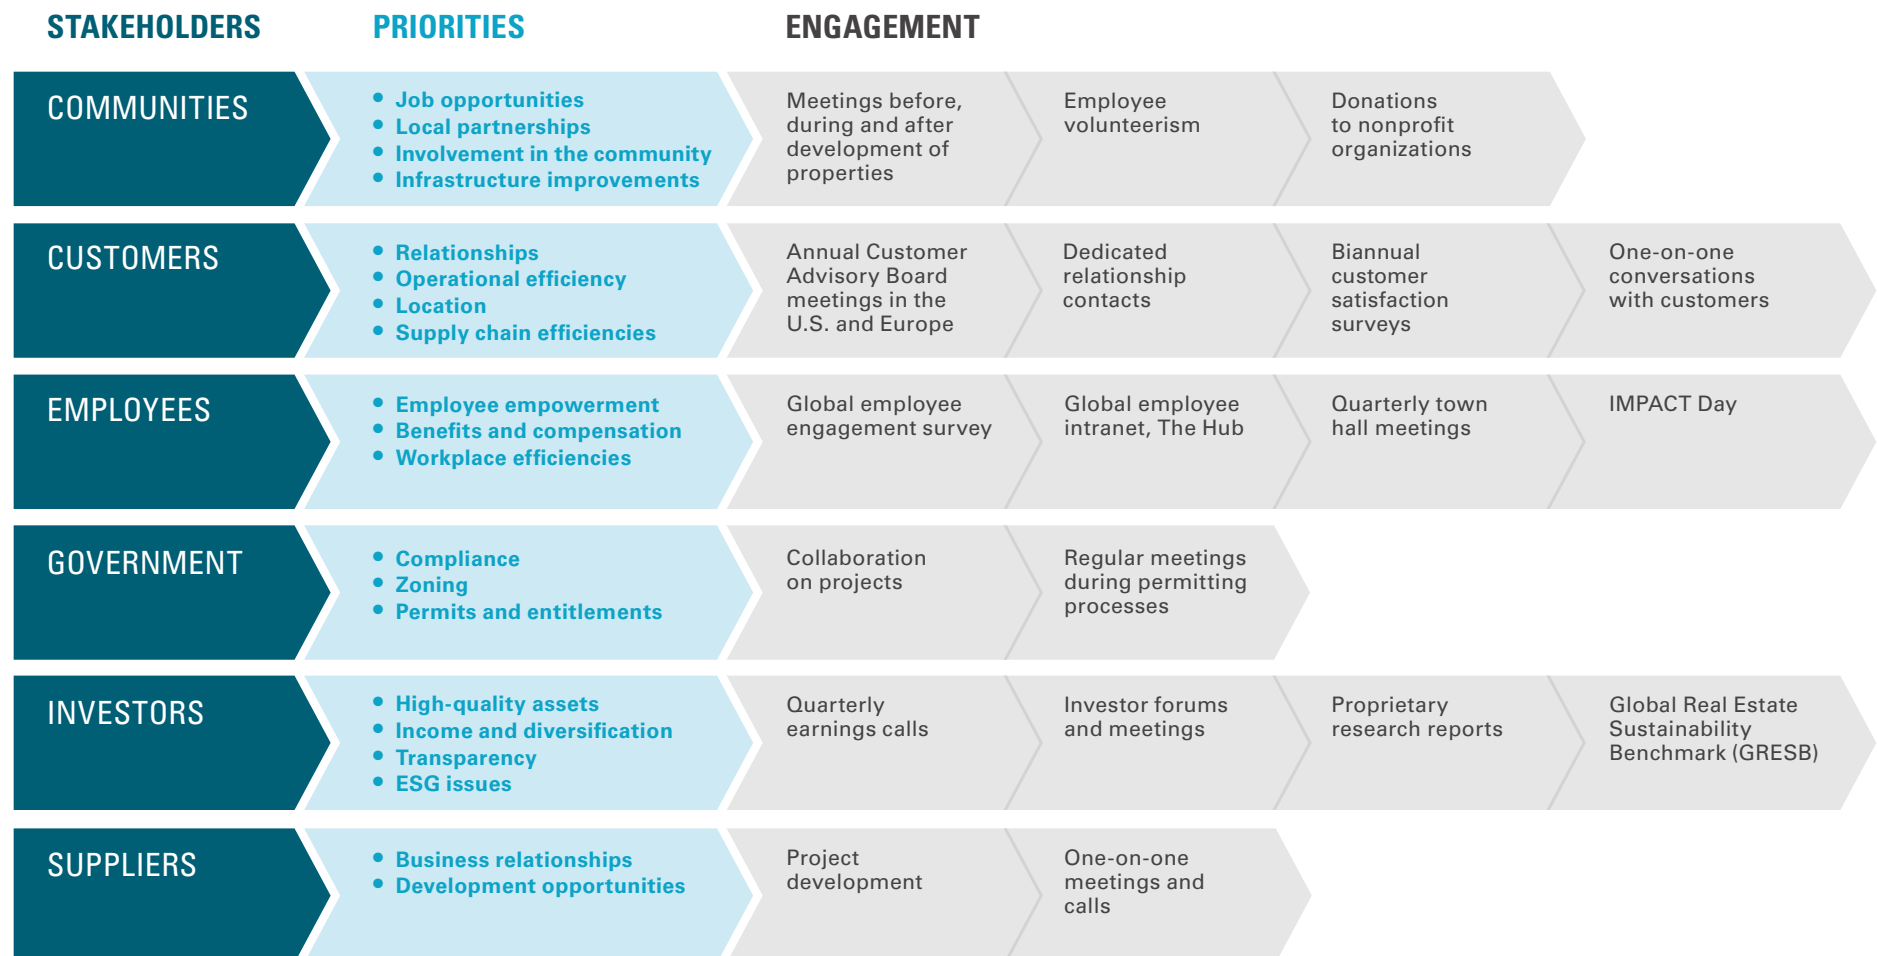 STAKEHOLDERS
PRIORITIES
ENGAGEMENT
COMMUNITIES
• Job opportunities
• Local partnerships
• Involvement in the community
• Infrastructure improvements
Meetings before,
during and after
development of
properties
Employee
volunteerism
Donations
to nonprofit
organizations
CUSTOMERS
• Relationships
• Operational efficiency
• Location
• Supply chain efficiencies
Annual Customer
Advisory Board
meetings in the
U.S. and Europe
Dedicated
relationship
contacts
Biannual
customer
satisfaction
surveys
One-on-one
conversations
with customers
EMPLOYEES
• Employee empowerment
• Benefits and compensation
• Workplace efficiencies
Global employee
engagement survey
Global employee
intranet, The Hub
Quarterly town
hall meetings
IMPACT Day
GOVERNMENT
• Compliance
• Zoning
• Permits and entitlements
Collaboration
on projects
Regular meetings
during permitting
processes
INVESTORS
• High-quality assets
• Income and diversification
• Transparency
• ESG issues
Quarterly
earnings calls
Investor forums
and meetings
Proprietary
research reports
Global Real Estate
Sustainability
Benchmark (GRESB)
SUPPLIERS
• Business relationships
• Development opportunities
Project
development
One-on-one
meetings and
calls